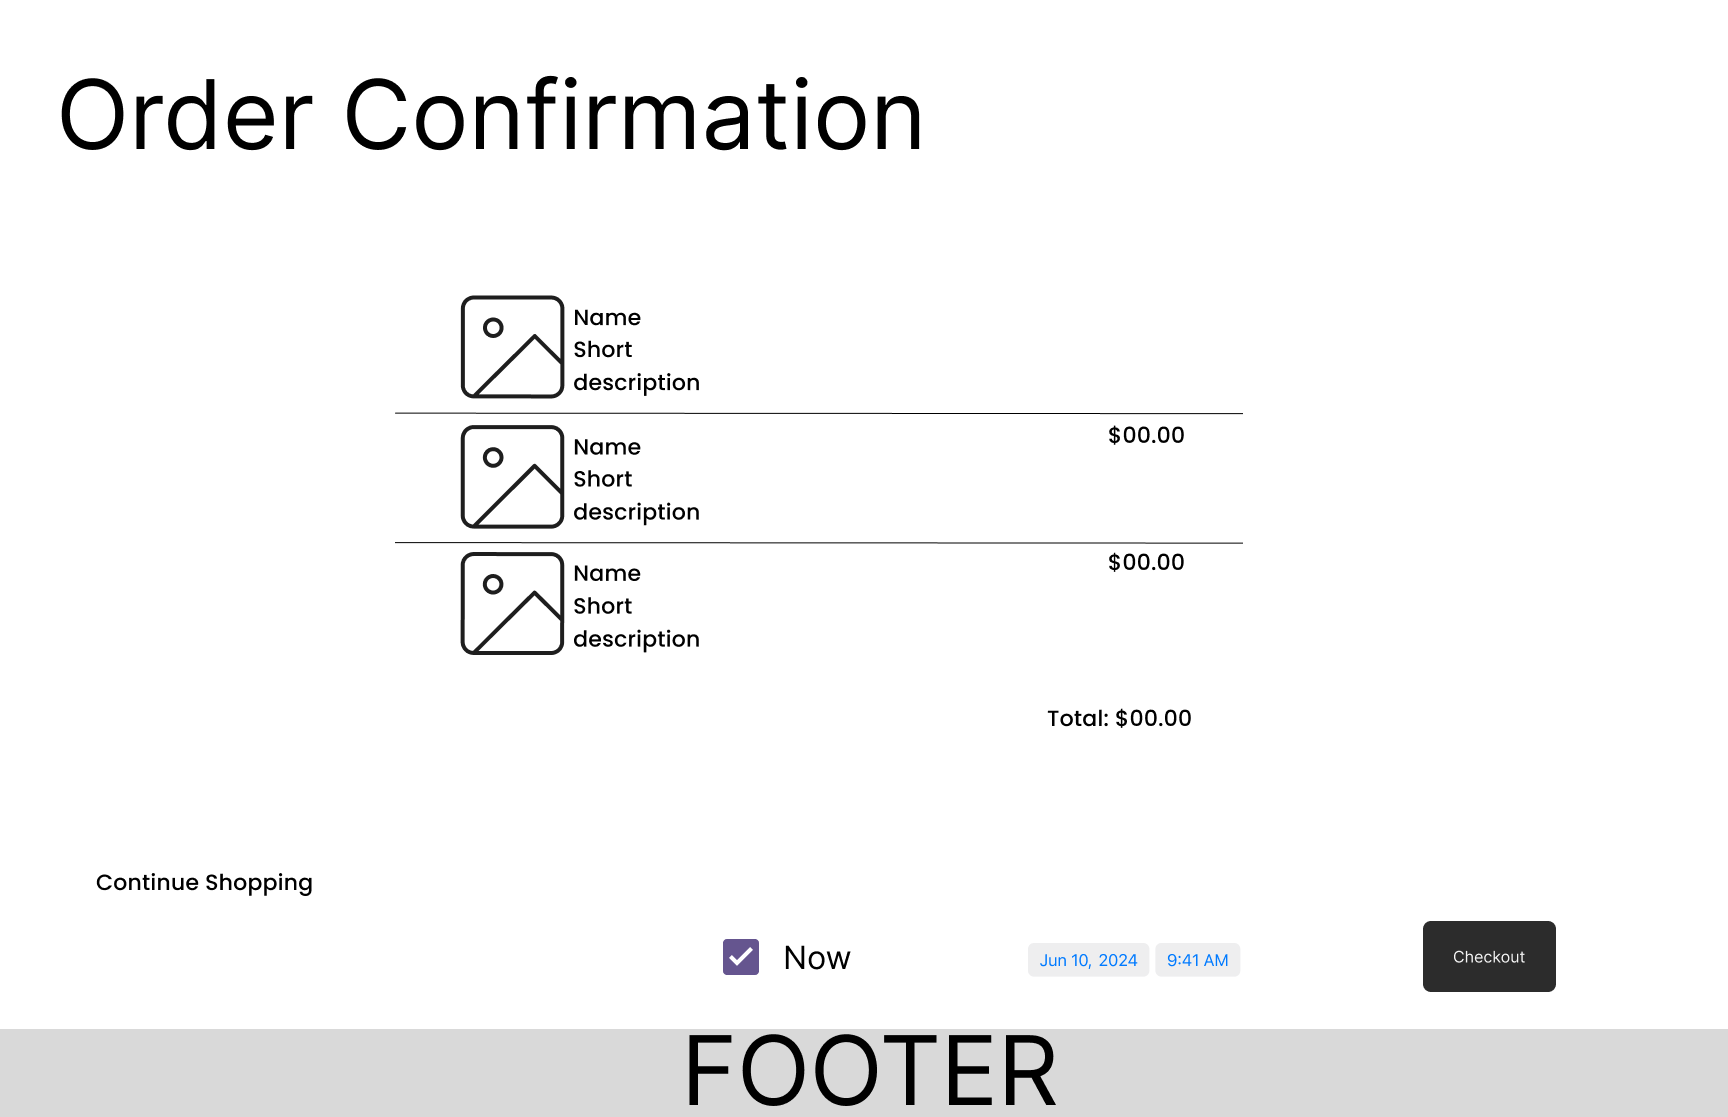 Order Confirmation
Name
Short
description
$00.00
Name
Short
description
$00.00
Name
Short
description
Total: $00.00
Continue Shopping
Now
Jun 10, 2024
9:41 AM
Checkout
FOOTER